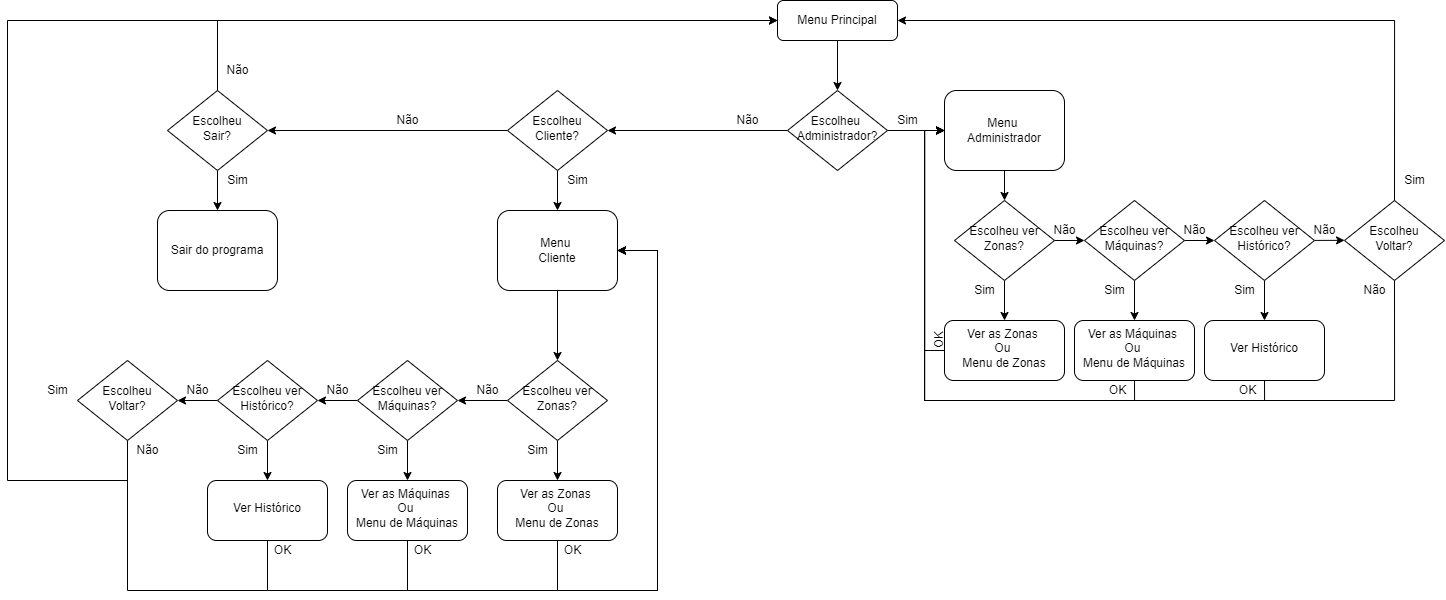 Menu Principal
Não
Escolheu
Sair?
Não
Escolheu
Cliente?
Não
Escolheu
Administrador?
Sim
Menu
Administrador
Sim
Sim
Sim
Sair do programa
Menu
Cliente
Escolheu ver
Zonas?
Não
Escolheu ver
Máquinas?
Não
Escolheu ver
Histórico?
Não
Escolheu
Voltar?
Sim
Sim
Sim
Não
OK
Ver as Zonas
Ou
Menu de Zonas
Ver as Máquinas
Ou
Menu de Máquinas
Ver Histórico
OK
OK
Sim
Escolheu
Voltar?
Não
Escolheu ver
Histórico?
Não
Escolheu ver
Máquinas?
Não
Escolheu ver
Zonas?
Não
Sim
Sim
Sim
Ver Histórico
Ver as Máquinas
Ou
Menu de Máquinas
Ver as Zonas
Ou
Menu de Zonas
OK
OK
OK